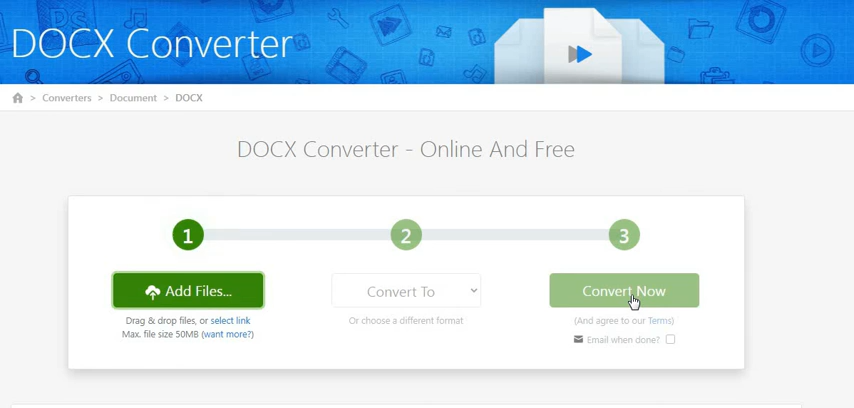 DOCX Converter
> Converters > Document > DOCX
DOCX Converter - Online And Free
1 2 3
Add Files... Convert To Convert Now
Drag & drop files, or select link Or choose a different format (And agree to our Terms)
Max. file size 50MB (want more?) Email when done?